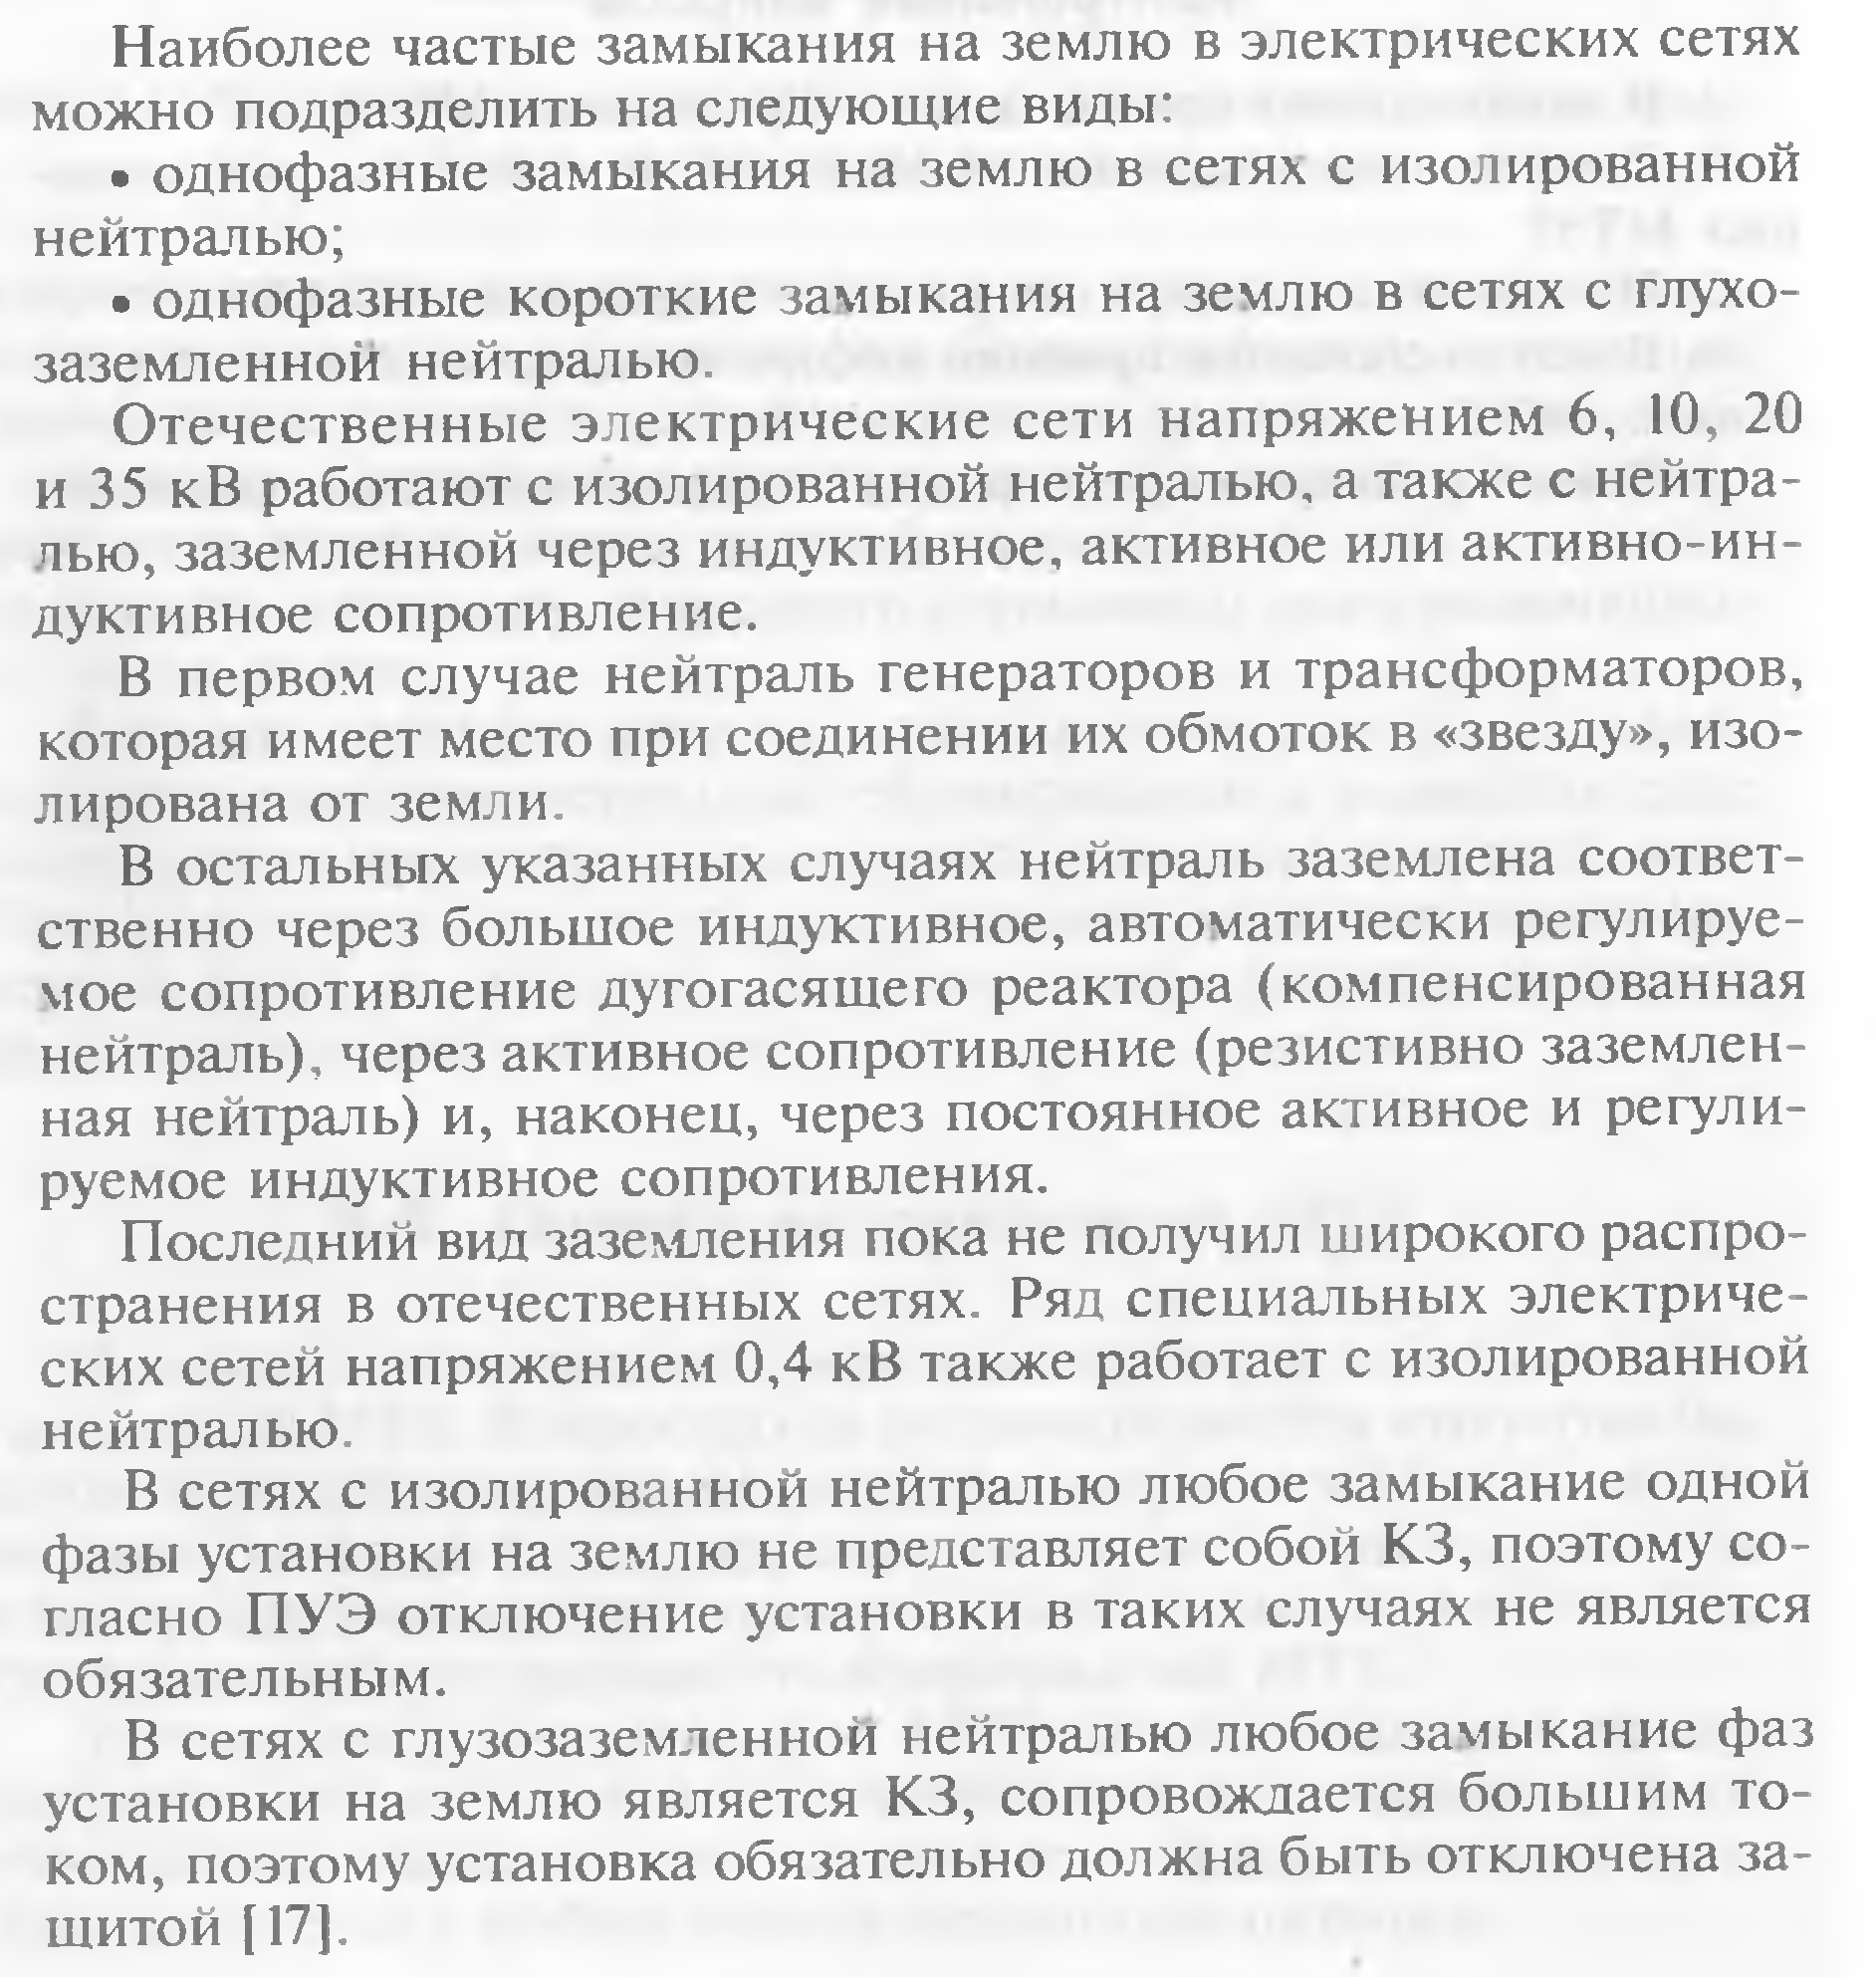 Наиболее частые замыкания на землю в электрических сетях
можно подразделить на следующие виды:
• однофазные замыкания на землю в сетях с изолированной
нейтралью;
• однофазные короткие замыкания на землю в сетях с глухо-
заземленной нейтралью.
Отечественные электрические сети напряжением 6, 10, 20
и 35 кВ работают с изолированной нейтралью, а также с нейтра-
лью, заземленной через индуктивное, активное или активно-ин-
дуктивное сопротивление.
В первом случае нейтраль генераторов и трансформаторов,
которая имеет место при соединении их обмоток в «звезду», изо-
лирована от земли.
В остальных указанных случаях нейтраль заземлена соответ-
ственно через большое индуктивное, автоматически регулируе-
мое сопротивление дугогасящего реактора (компенсированная
нейтраль), через активное сопротивление (резистивно заземлен-
ная нейтраль) и, наконец, через постоянное активное и регули-
руемое индуктивное сопротивления.
Последний вид заземления пока не получил широкого распро-
странения в отечественных сетях. Ряд специальных электриче-
ских сетей напряжением 0,4 кВ также работает с изолированной
нейтралью.
В сетях с изолированной нейтралью любое замыкание одной
фазы установки на землю не представляет собой КЗ, поэтому со-
гласно ПУЭ отключение установки в таких случаях не является
обязательным.
В сетях с глузозаземленной нейтралью любое замыкание фаз
установки на землю является КЗ, сопровождается большим то-
ком, поэтому установка обязательно должна быть отключена за-
щитой [17].